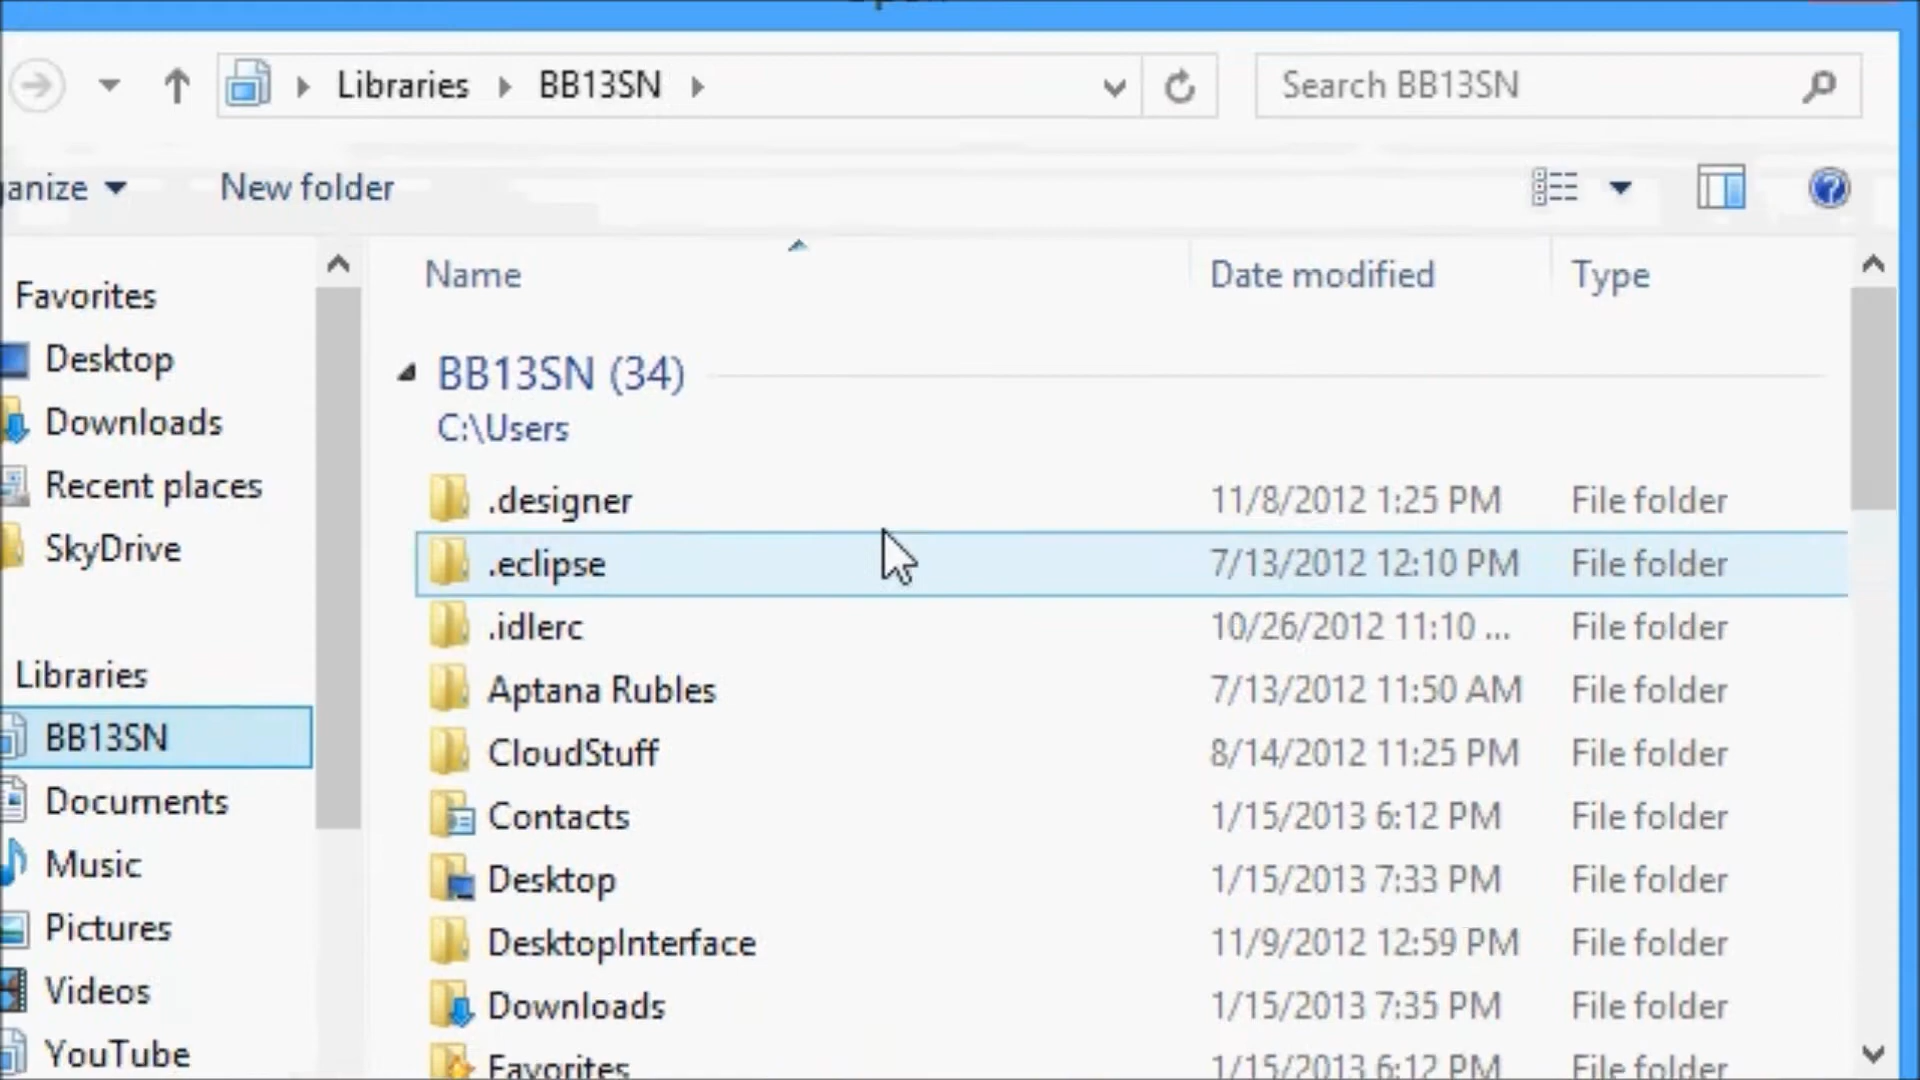 Libraries BB13SN
Search BB13SN
anize
New folder
Name Date modified Type
Favorites
Desktop
Downloads
Recent places
SkyDrive
Libraries
BB13SN
Documents
Music
Pictures
Videos
YouTube
BB13SN (34)
C:\Users
.designer 11/8/2012 1:25 PM File folder
.eclipse 7/13/2012 12:10 PM File folder
.idlerc 10/26/2012 11:10 ... File folder
Aptana Rubles 7/13/2012 11:50 AM File folder
CloudStuff 8/14/2012 11:25 PM File folder
Contacts 1/15/2013 6:12 PM File folder
Desktop 1/15/2013 7:33 PM File folder
DesktopInterface 11/9/2012 12:59 PM File folder
Downloads 1/15/2013 7:35 PM File folder
Favorites 1/15/2013 6:12 PM File folder